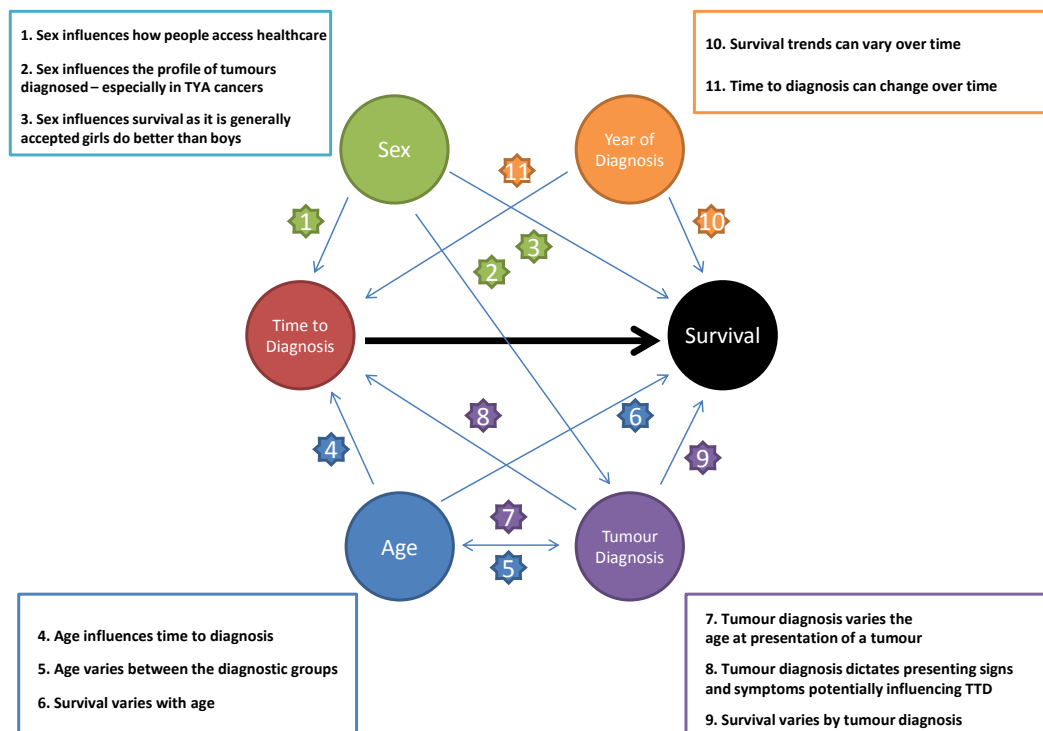 1. Sex influences how people access healthcare
2. Sex influences the profile of tumours
diagnosed – especially in TYA cancers
3. Sex influences survival as it is generally
accepted girls do better than boys
10. Survival trends can vary over time
11. Time to diagnosis can change over time
Sex
Year of
Diagnosis
11
1
3
10
2
Time to
Diagnosis
Survival
8
6
4
9
7
Age
Tumour
Diagnosis
5
4. Age influences time to diagnosis
5. Age varies between the diagnostic groups
6. Survival varies with age
7. Tumour diagnosis varies the
age at presentation of a tumour
8. Tumour diagnosis dictates presenting signs
and symptoms potentially influencing TTD
9. Survival varies by tumour diagnosis